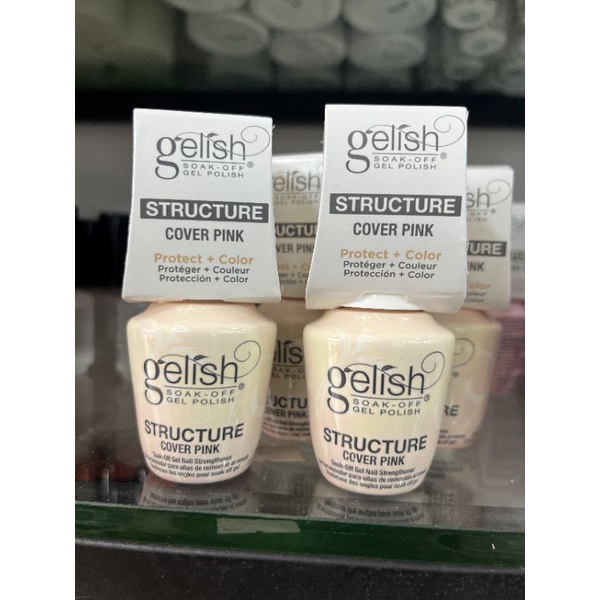 gelish®
SOAK-OFF
GEL POLISH
STRUCTURE
COVER PINK
Protect + Color
Protéger + Couleur
Protección + Color
gelish®
SOAK-OFF
GEL POLISH
STRUCTURE
COVER PINK
Soak-Off Gel Nail Strengthener
gelish®
SOAK-OFF
GEL POLISH
STRUCTURE
COVER PINK
Protect + Color
Protéger + Couleur
Protección + Color
gelish®
SOAK-OFF
GEL POLISH
STRUCTURE
COVER PINK
Soak-Off Gel Nail Strengthener